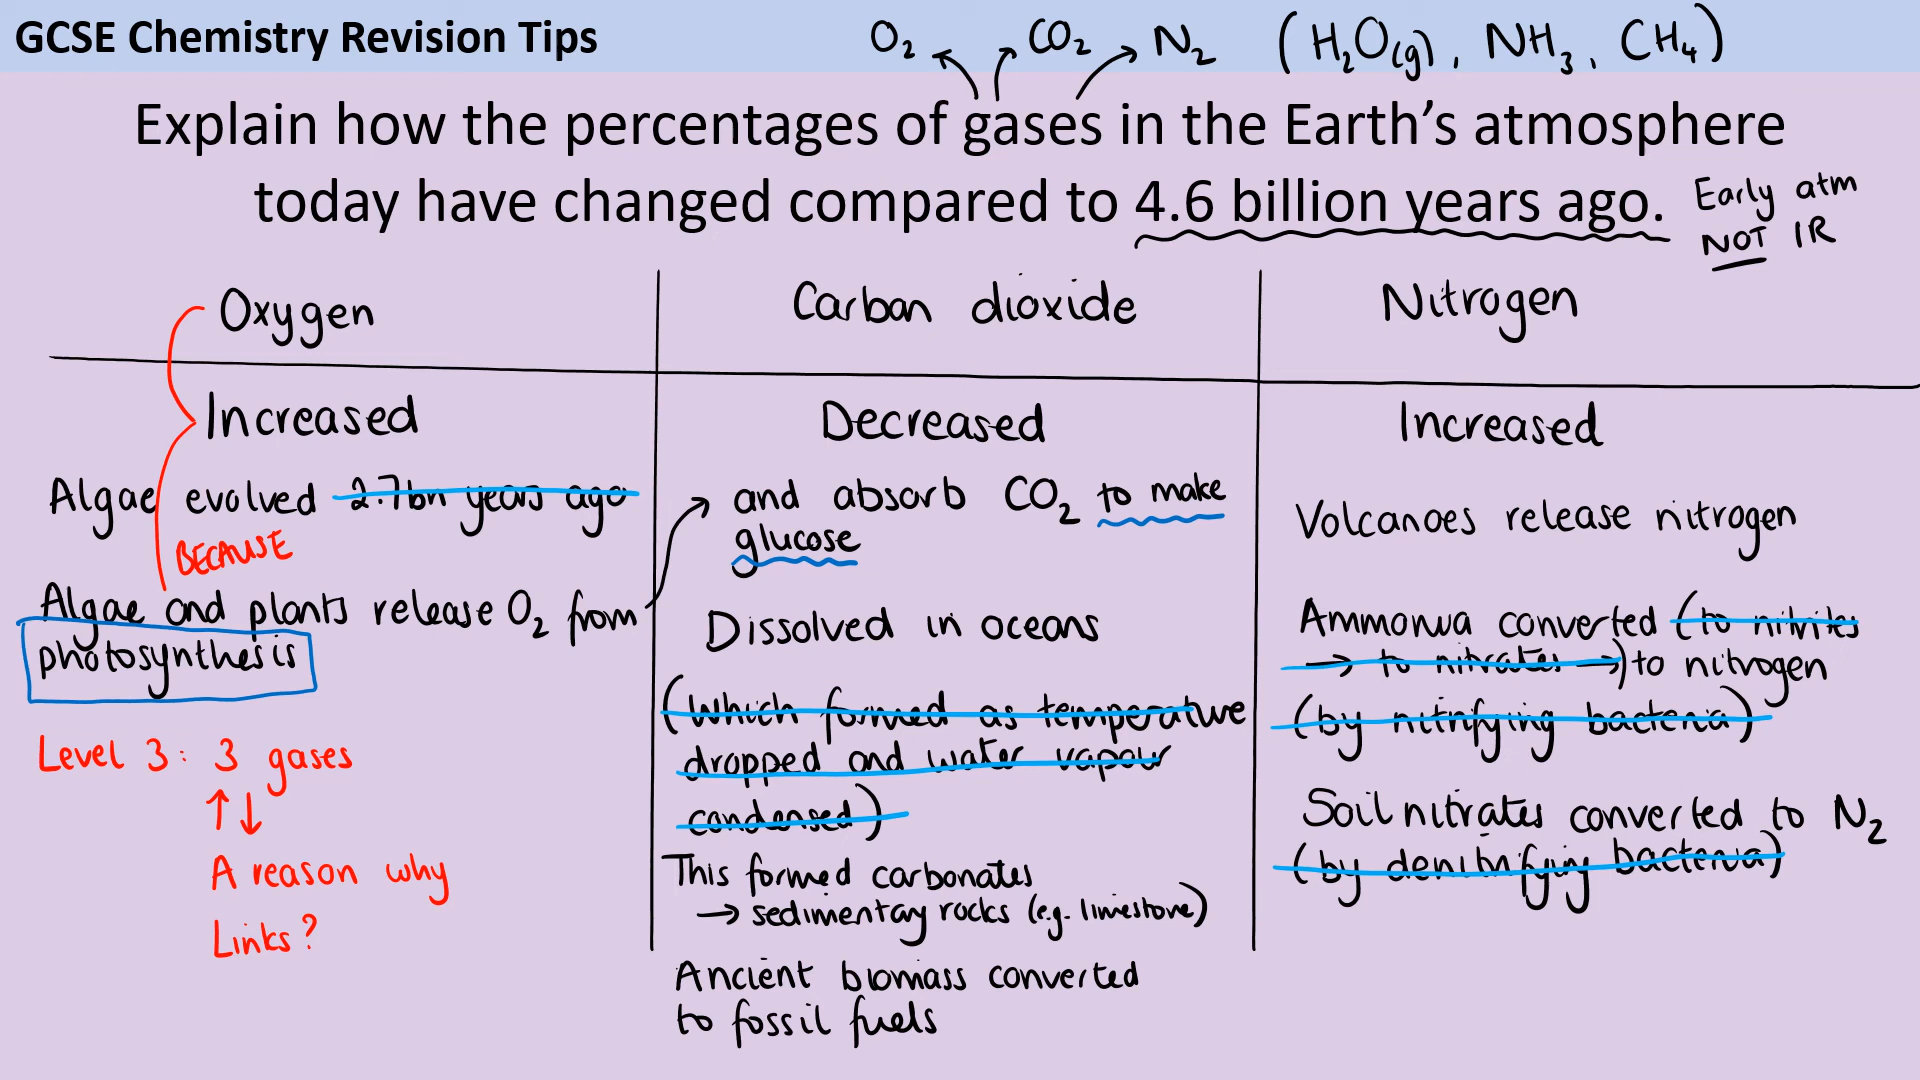 GCSE Chemistry Revision Tips
O₂ CO₂ N₂ (H₂O(g), NH₃, CH₄)
Explain how the percentages of gases in the Earth’s atmosphere
today have changed compared to 4.6 billion years ago.
Early atm
NOT IR
Oxygen
Increased
Algae evolved 2.7bn years ago
BECAUSE
Algae and plants release O₂ from
photosynthesis
Level 3: 3 gases
↑↓
A reason why
Links?
Carbon dioxide
Decreased
and absorb CO₂ to make
glucose
Dissolved in oceans
(Which formed as temperature
dropped and water vapour
condensed)
This formed carbonates
→ sedimentary rocks (e.g. limestone)
Ancient biomass converted
to fossil fuels
Nitrogen
Increased
Volcanoes release nitrogen
Ammonia converted (to nitrites
→ to nitrates →) to nitrogen
(by nitrifying bacteria)
Soil nitrates converted to N₂
(by denitrifying bacteria)